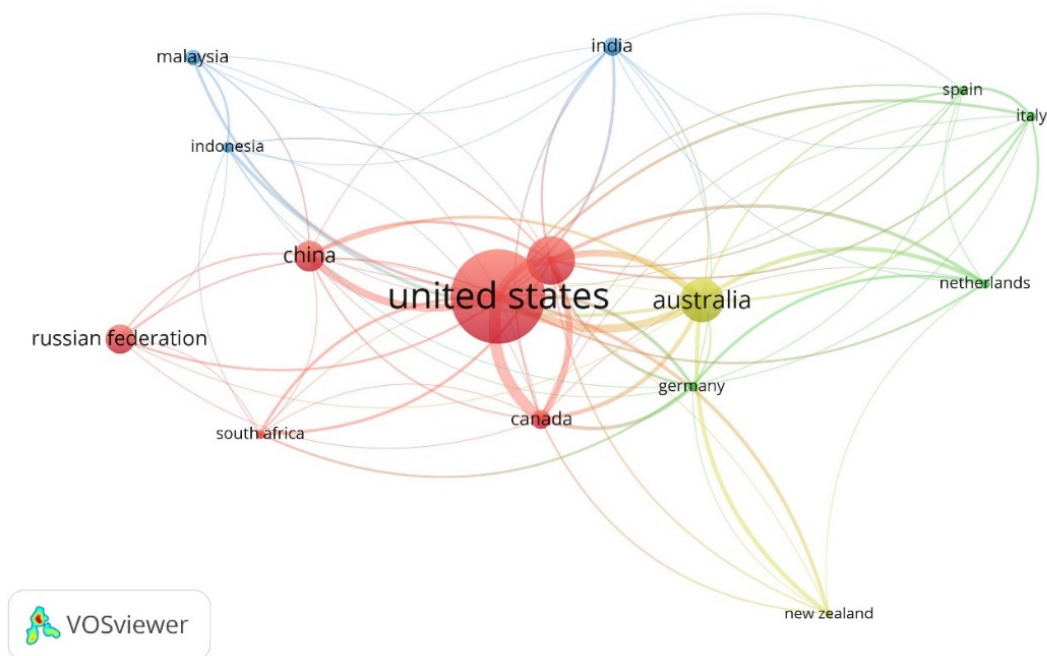 india
malaysia
spain
italy
indonesia
china
netherlands
united states
australia
russian federation
germany
canada
south africa
new zealand
VOSviewer